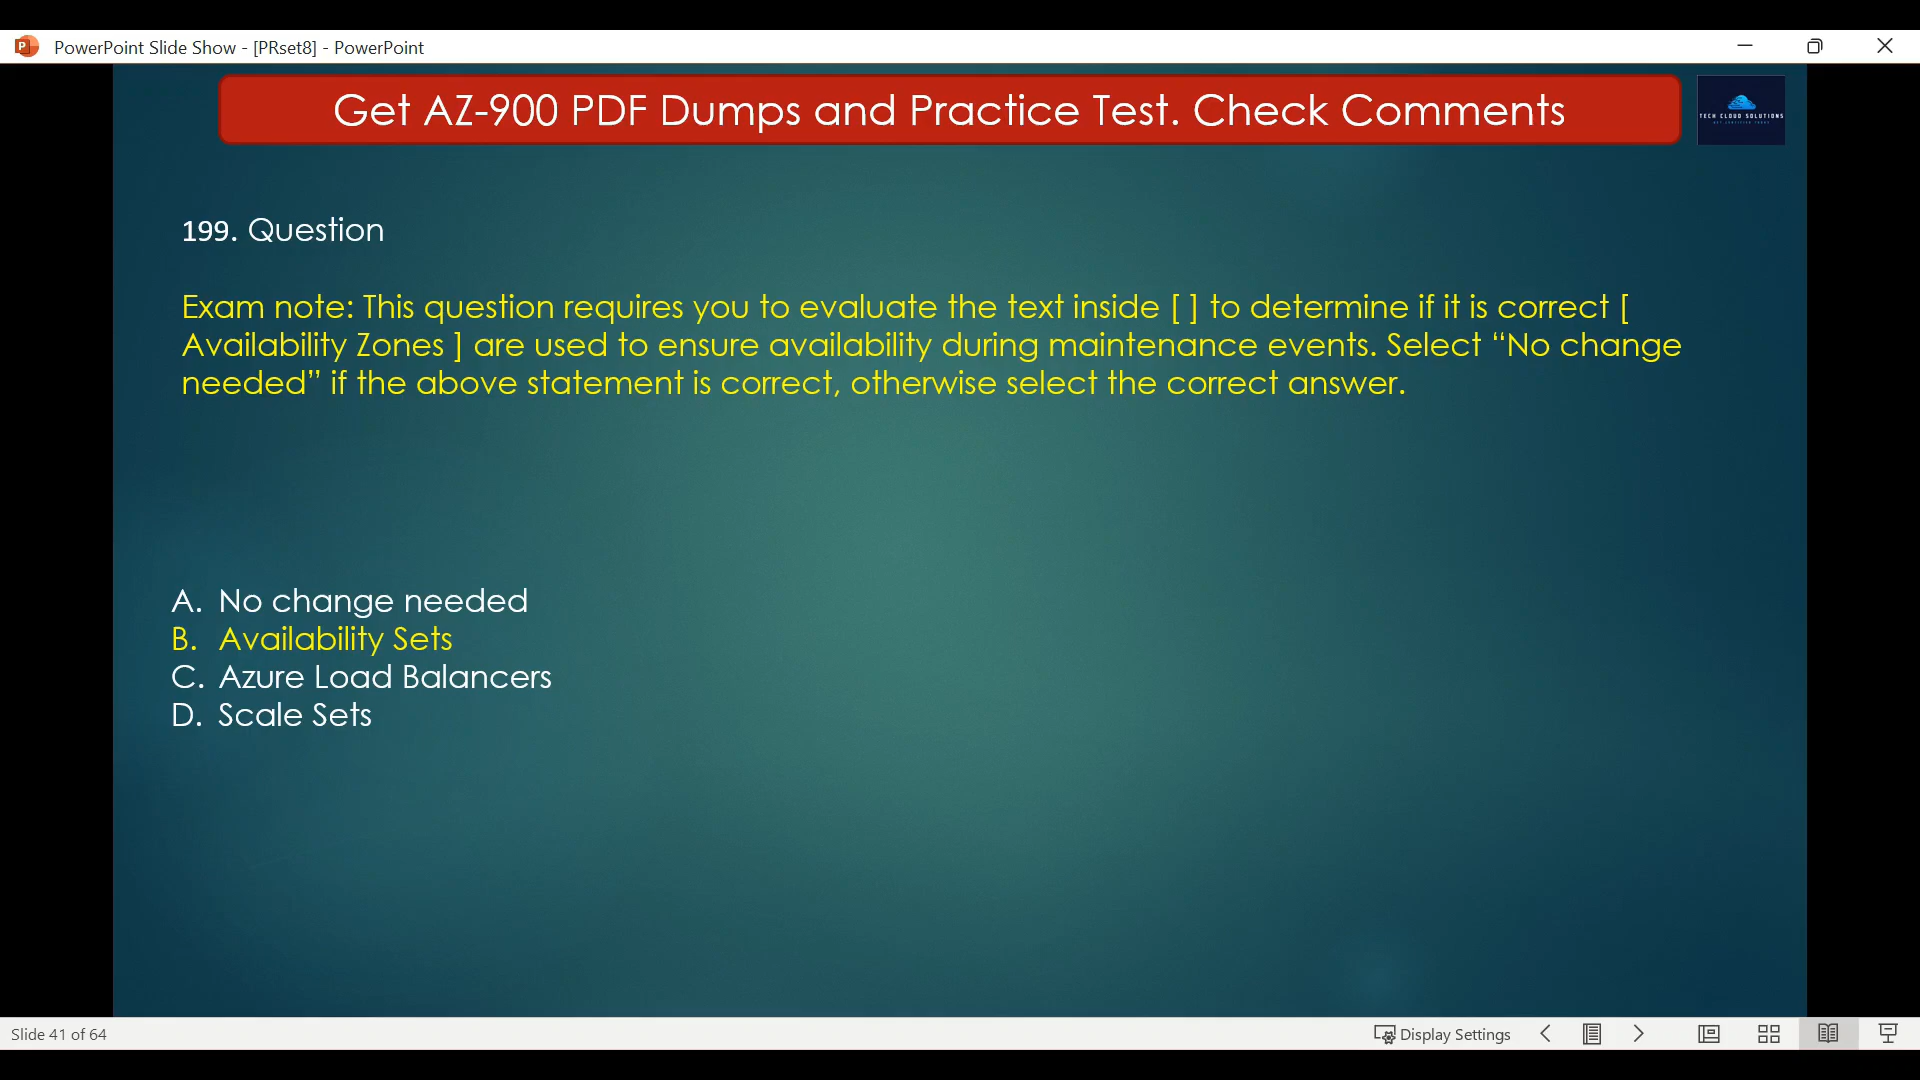 PowerPoint Slide Show - [PRset8] - PowerPoint
Get AZ-900 PDF Dumps and Practice Test. Check Comments
TECH CLOUD SOLUTIONS
199. Question
Exam note: This question requires you to evaluate the text inside [ ] to determine if it is correct [
Availability Zones ] are used to ensure availability during maintenance events. Select “No change
needed” if the above statement is correct, otherwise select the correct answer.
A. No change needed
B. Availability Sets
C. Azure Load Balancers
D. Scale Sets
Slide 41 of 64
Display Settings